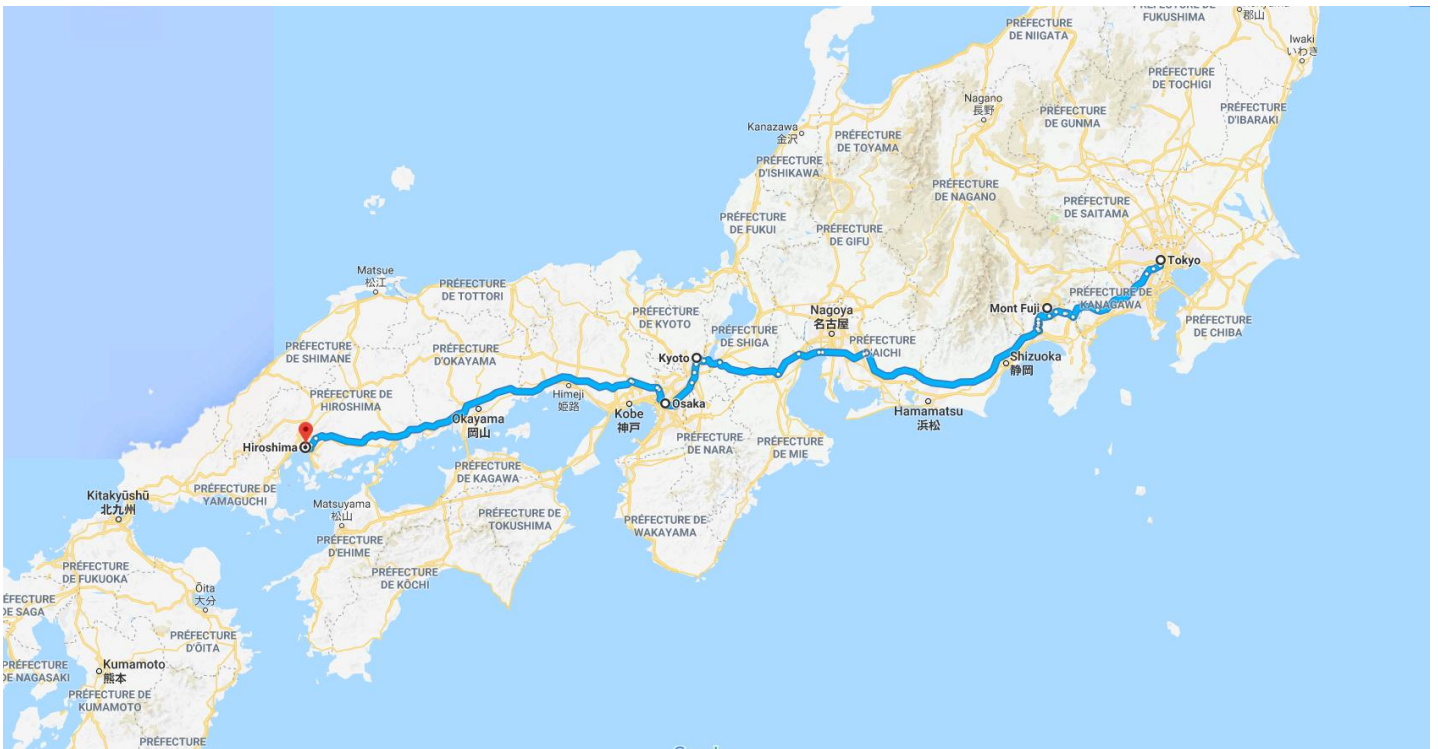 PRÉFECTURE DE
FUKUSHIMA
郡山
PRÉFECTURE
DE NIIGATA
Iwaki
いわき
PRÉFECTURE
DE TOCHIGI
Nagano
長野
PRÉFECTURE
DE GUNMA
PRÉFECTURE
D'IBARAKI
Kanazawa
金沢
PRÉFECTURE
DE TOYAMA
PRÉFECTURE
D'ISHIKAWA
PRÉFECTURE
DE NAGANO
PRÉFECTURE
DE SAITAMA
PRÉFECTURE
DE FUKUI
PRÉFECTURE
DE GIFU
Tokyo
Matsue
松江
PRÉFECTURE
DE TOTTORI
PRÉFECTURE DE
KANAGAWA
Mont Fuji
PRÉFECTURE
DE KYOTO
Nagoya
名古屋
PRÉFECTURE
DE CHIBA
PRÉFECTURE
DE SHIGA
PRÉFECTURE
D'AICHI
PRÉFECTURE
DE SHIMANE
PRÉFECTURE
D'OKAYAMA
Kyoto
Shizuoka
静岡
PRÉFECTURE DE
HIROSHIMA
Himeji
姫路
Osaka
Kobe
神戸
Hamamatsu
浜松
Okayama
岡山
Hiroshima
PRÉFECTURE
DE NARA
PRÉFECTURE
DE MIE
PRÉFECTURE
DE KAGAWA
PRÉFECTURE DE
YAMAGUCHI
Kitakyūshū
北九州
Matsuyama
松山
PRÉFECTURE DE
TOKUSHIMA
PRÉFECTURE DE
WAKAYAMA
PRÉFECTURE
D'EHIME
PRÉFECTURE
DE FUKUOKA
PRÉFECTURE
DE KŌCHI
Ōita
大分
DE SAGA
PRÉFECTURE
D'ŌITA
PRÉFECTURE
DE NAGASAKI
Kumamoto
熊本
PRÉFECTURE DE
KUMAMOTO
PRÉFECTURE